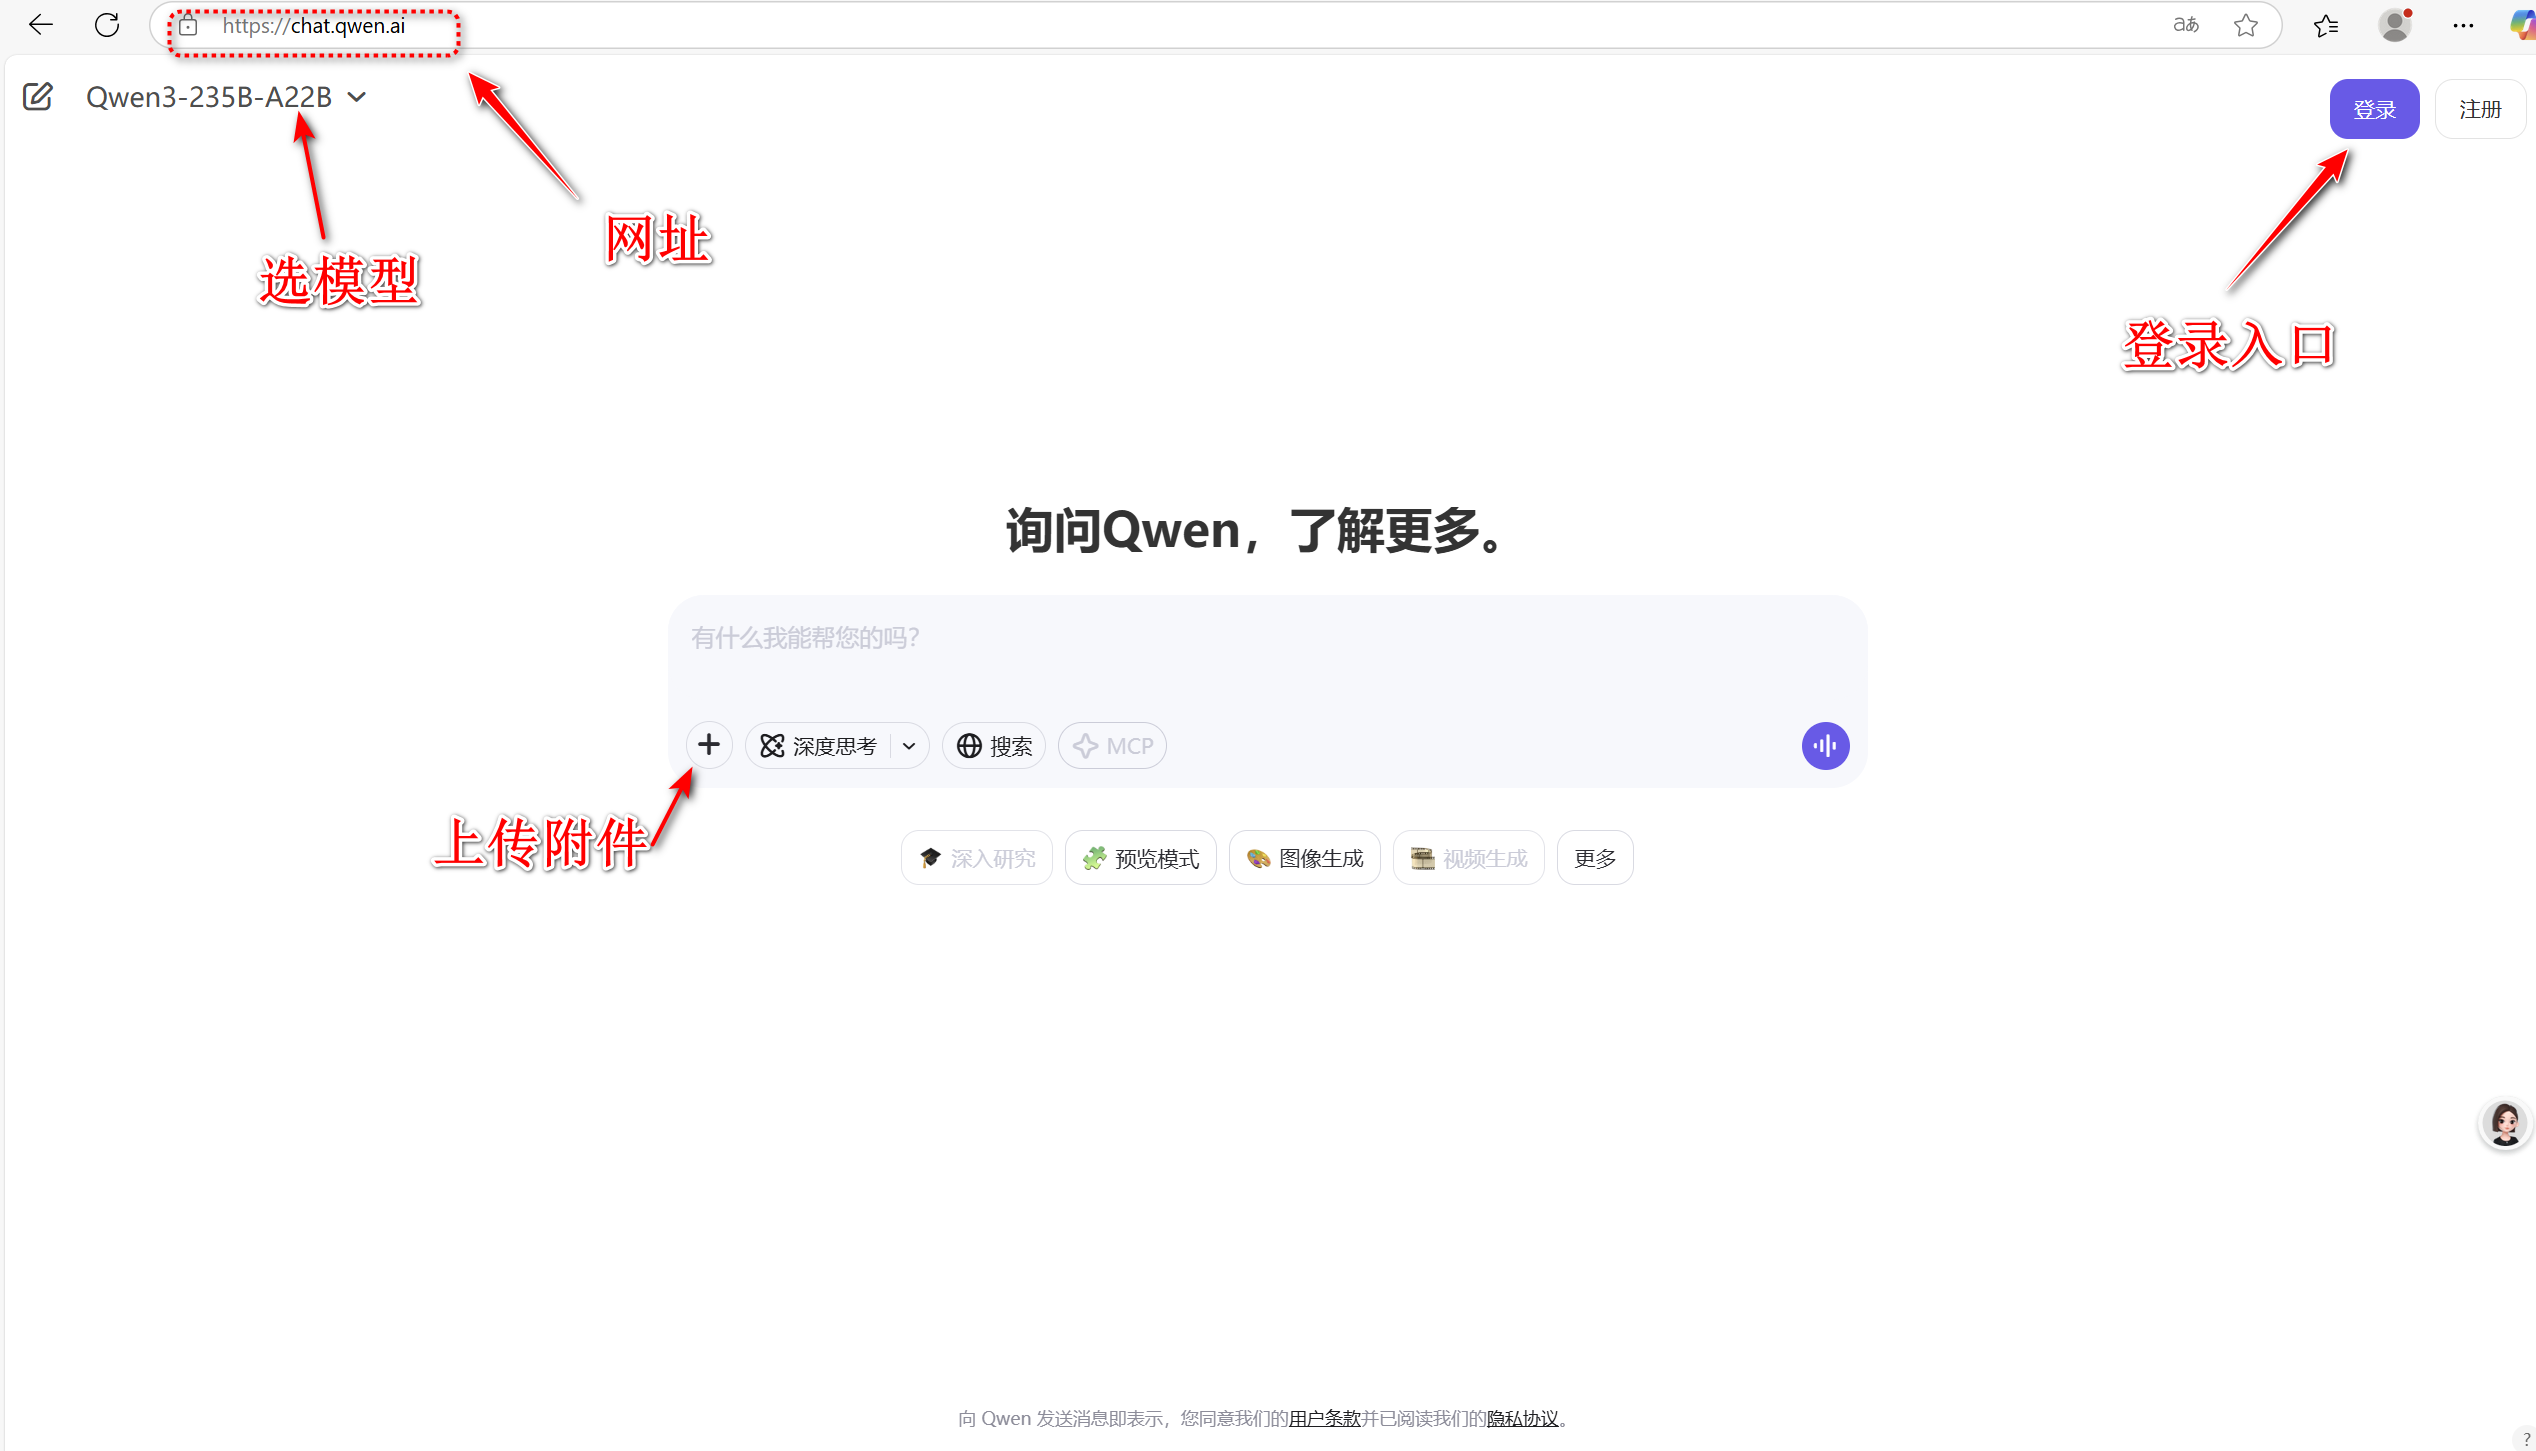 https://chat.qwen.ai
aあ
Qwen3-235B-A22B
登录
注册
网址
选模型
登录入口
询问Qwen，了解更多。
有什么我能帮您的吗？
深度思考
搜索
MCP
上传附件
深入研究
预览模式
图像生成
视频生成
更多
向 Qwen 发送消息即表示，您同意我们的用户条款并已阅读我们的隐私协议。
?